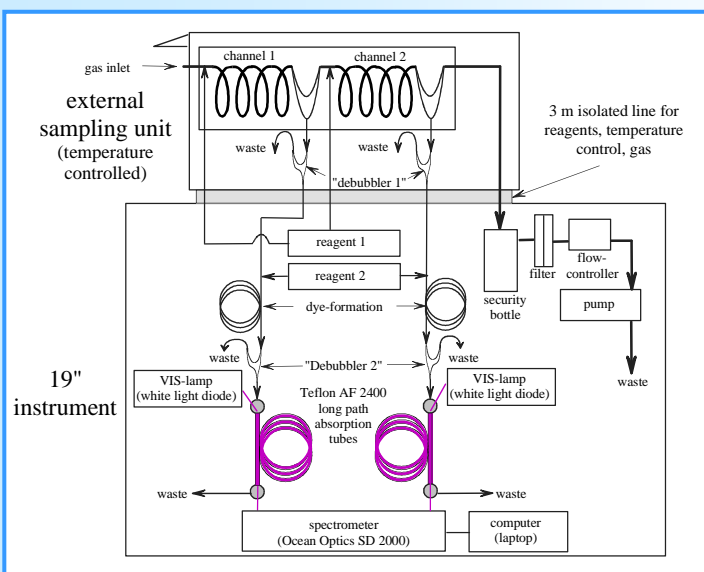 channel 1
channel 2
gas inlet
external
sampling unit
(temperature
controlled)
3 m isolated line for
reagents, temperature
control, gas
waste
waste
"debubbler 1"
reagent 1
reagent 2
dye-formation
security
bottle
filter
flow-
controller
pump
waste
waste
"Debubbler 2"
waste
19"
instrument
VIS-lamp
(white light diode)
Teflon AF 2400
long path
absorption
tubes
VIS-lamp
(white light diode)
waste
waste
spectrometer
(Ocean Optics SD 2000)
computer
(laptop)